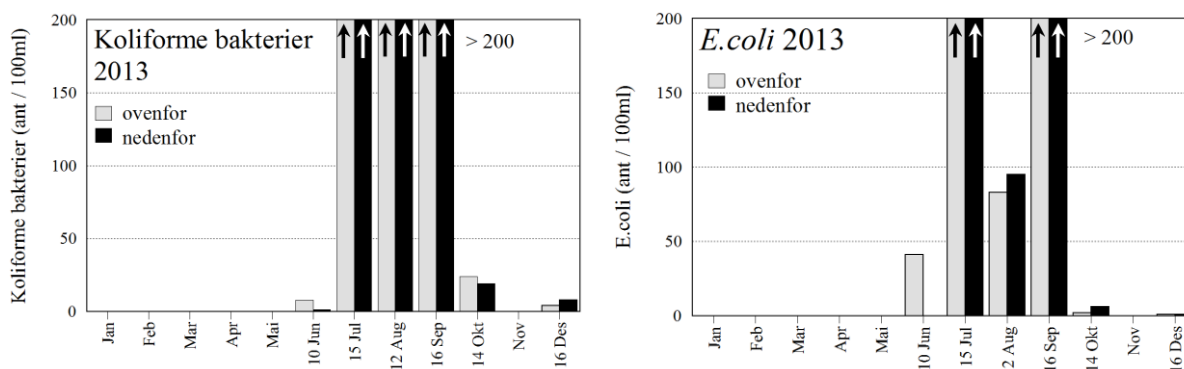 Koliforme bakterier
2013
> 200
ovenfor
nedenfor
Koliforme bakterier (ant / 100ml)
200
150
100
50
0
Jan
Feb
Mar
Apr
Mai
10 Jun
15 Jul
12 Aug
16 Sep
14 Okt
Nov
16 Des
E.coli 2013
> 200
ovenfor
nedenfor
E.coli (ant / 100ml)
200
150
100
50
0
Jan
Feb
Mar
Apr
Mai
10 Jun
15 Jul
2 Aug
16 Sep
14 Okt
Nov
16 Des